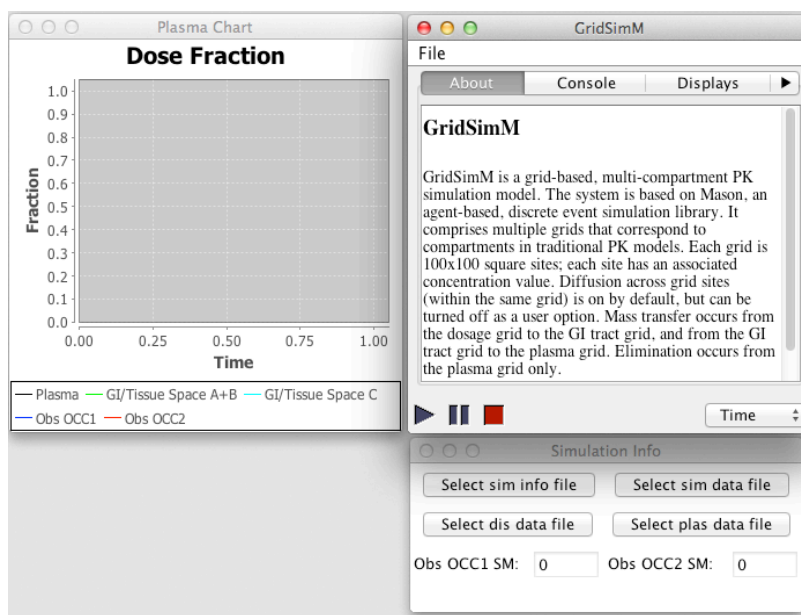 Plasma Chart
Dose Fraction
1.0
0.9
0.8
0.7
0.6
0.5
0.4
0.3
0.2
0.1
0.0
Fraction
0.00 0.25 0.50 0.75 1.00
Time
Plasma GI/Tissue Space A+B GI/Tissue Space C
Obs OCC1 Obs OCC2
GridSimM
File
About Console Displays
GridSimM
GridSimM is a grid-based, multi-compartment PK
simulation model. The system is based on Mason, an
agent-based, discrete event simulation library. It
comprises multiple grids that correspond to
compartments in traditional PK models. Each grid is
100x100 square sites; each site has an associated
concentration value. Diffusion across grid sites
(within the same grid) is on by default, but can be
turned off as a user option. Mass transfer occurs from
the dosage grid to the GI tract grid, and from the GI
tract grid to the plasma grid. Elimination occurs from
the plasma grid only.
Time
Simulation Info
Select sim info file Select sim data file
Select dis data file Select plas data file
Obs OCC1 SM: 0 Obs OCC2 SM: 0